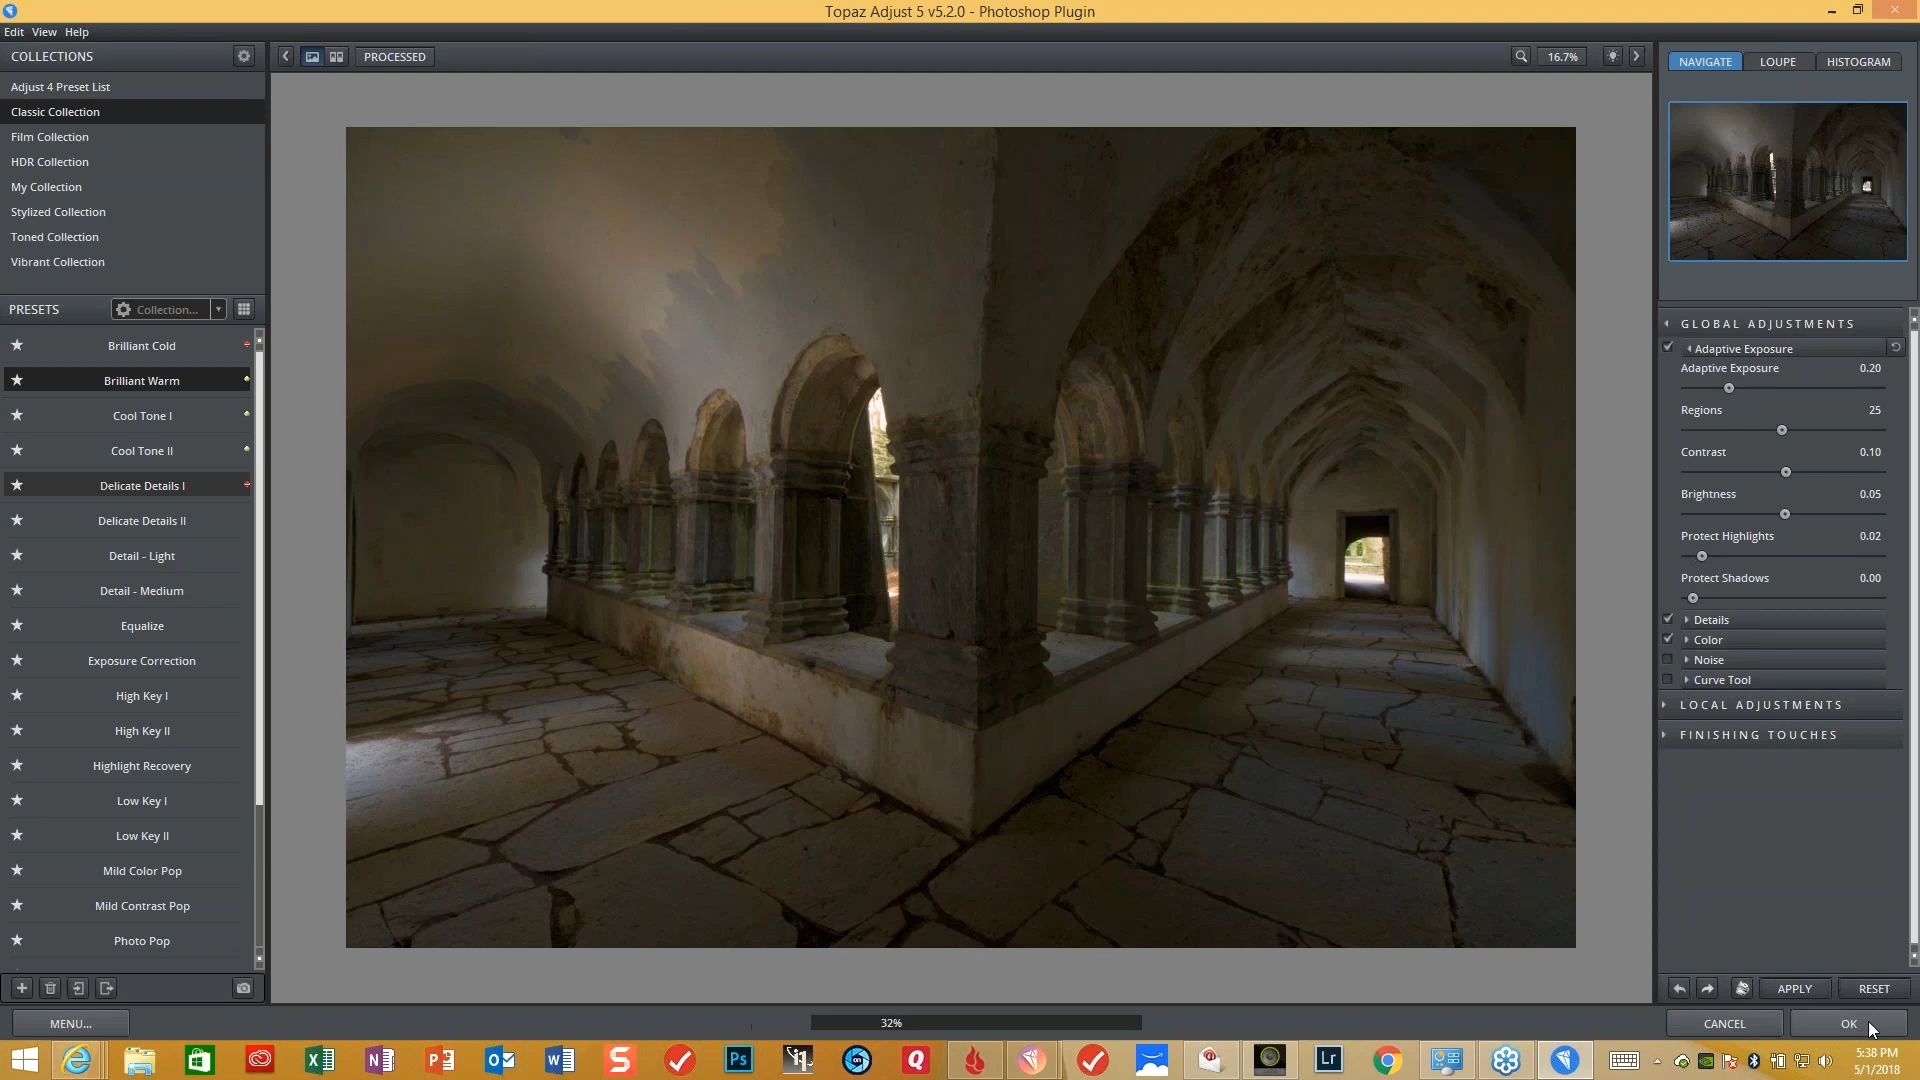 Topaz Adjust 5 v5.2.0 - Photoshop Plugin
Edit View Help
COLLECTIONS
Adjust 4 Preset List
Classic Collection
Film Collection
HDR Collection
My Collection
Stylized Collection
Toned Collection
Vibrant Collection
PRESETS Collection...
Brilliant Cold
Brilliant Warm
Cool Tone I
Cool Tone II
Delicate Details I
Delicate Details II
Detail - Light
Detail - Medium
Equalize
Exposure Correction
High Key I
High Key II
Highlight Recovery
Low Key I
Low Key II
Mild Color Pop
Mild Contrast Pop
Photo Pop
MENU...
PROCESSED
16.7%
32%
NAVIGATE LOUPE HISTOGRAM
GLOBAL ADJUSTMENTS
Adaptive Exposure
Adaptive Exposure 0.20
Regions 25
Contrast 0.10
Brightness 0.05
Protect Highlights 0.02
Protect Shadows 0.00
Details
Color
Noise
Curve Tool
LOCAL ADJUSTMENTS
FINISHING TOUCHES
APPLY RESET
CANCEL OK
Ps
Lr
5:38 PM
5/1/2018